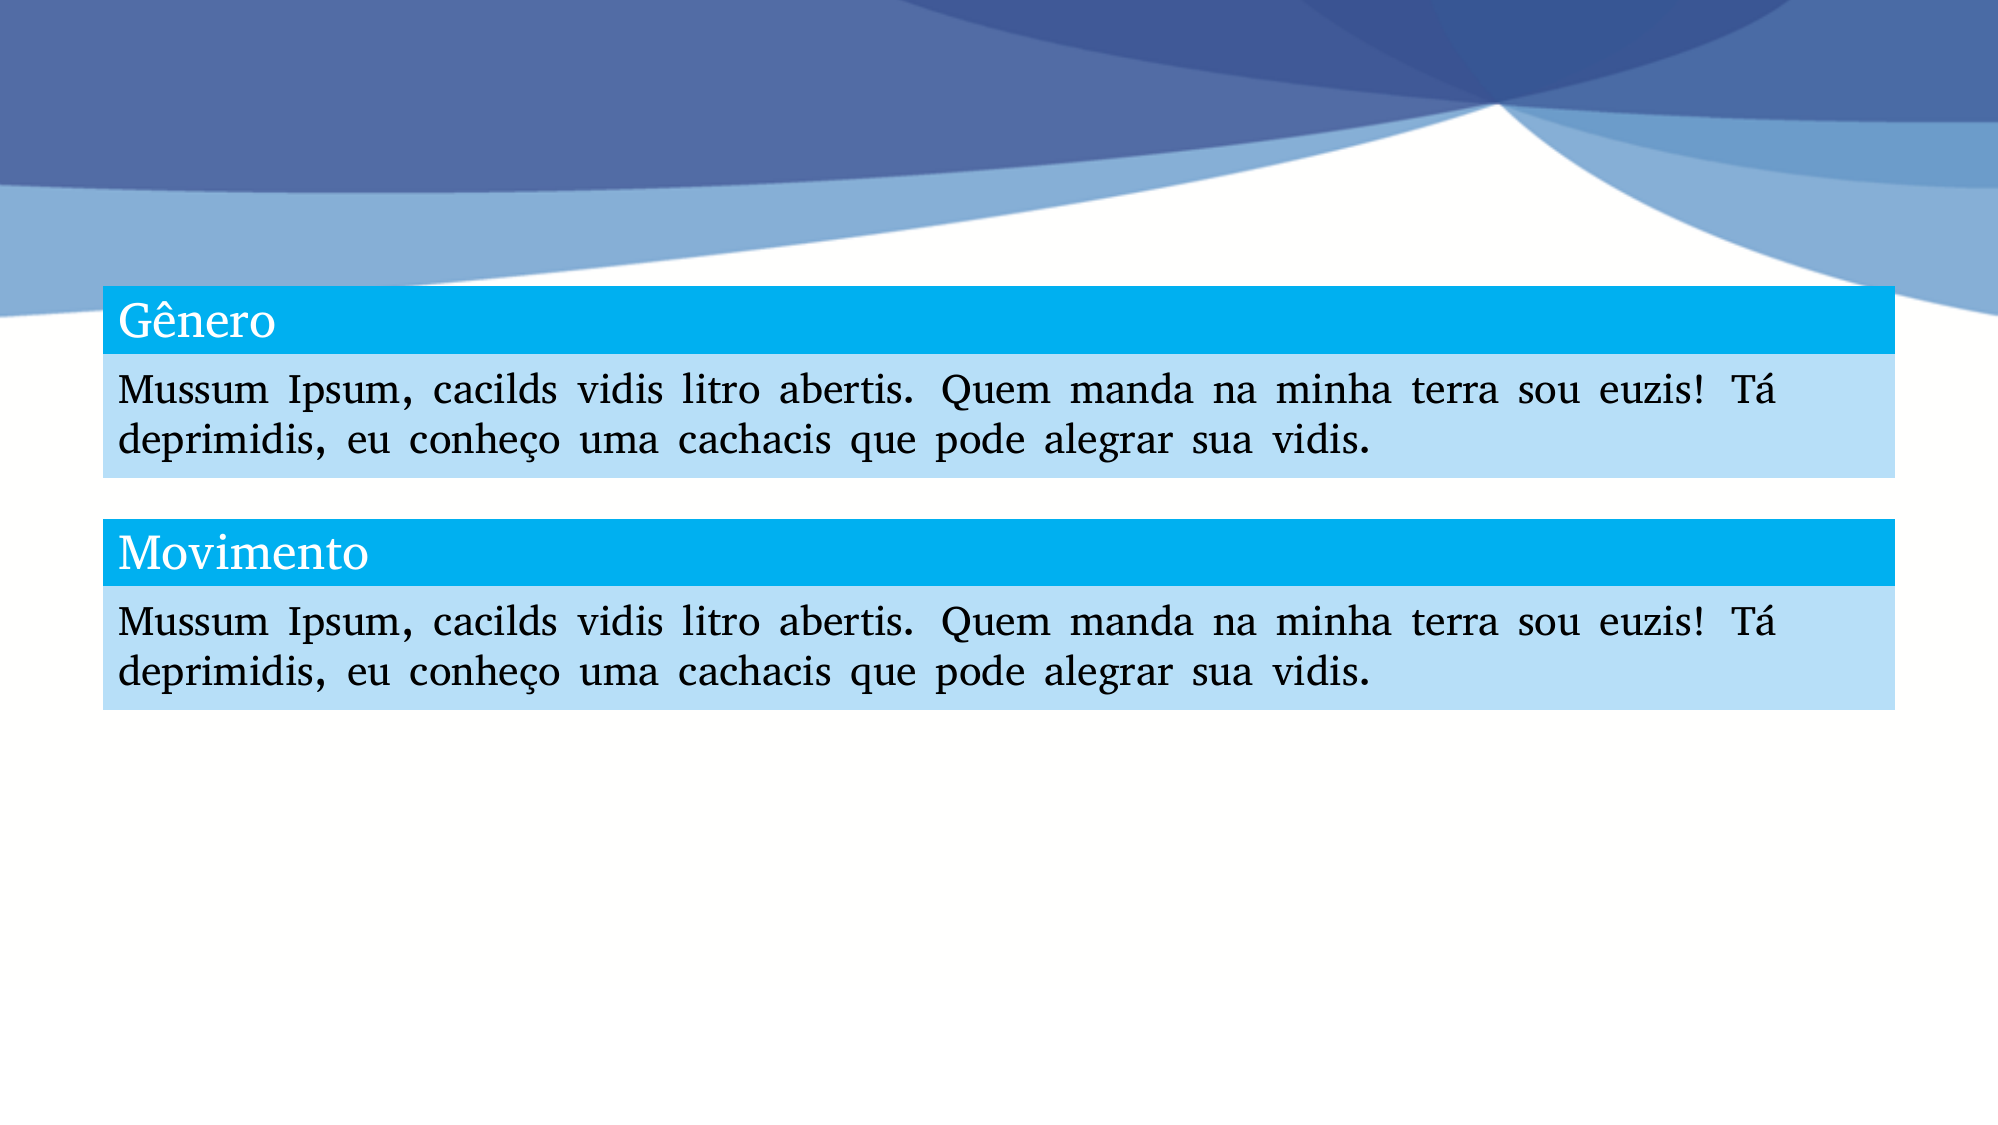 Gênero
Mussum Ipsum, cacilds vidis litro abertis. Quem manda na minha terra sou euzis! Tá
deprimidis, eu conheço uma cachacis que pode alegrar sua vidis.
Movimento
Mussum Ipsum, cacilds vidis litro abertis. Quem manda na minha terra sou euzis! Tá
deprimidis, eu conheço uma cachacis que pode alegrar sua vidis.